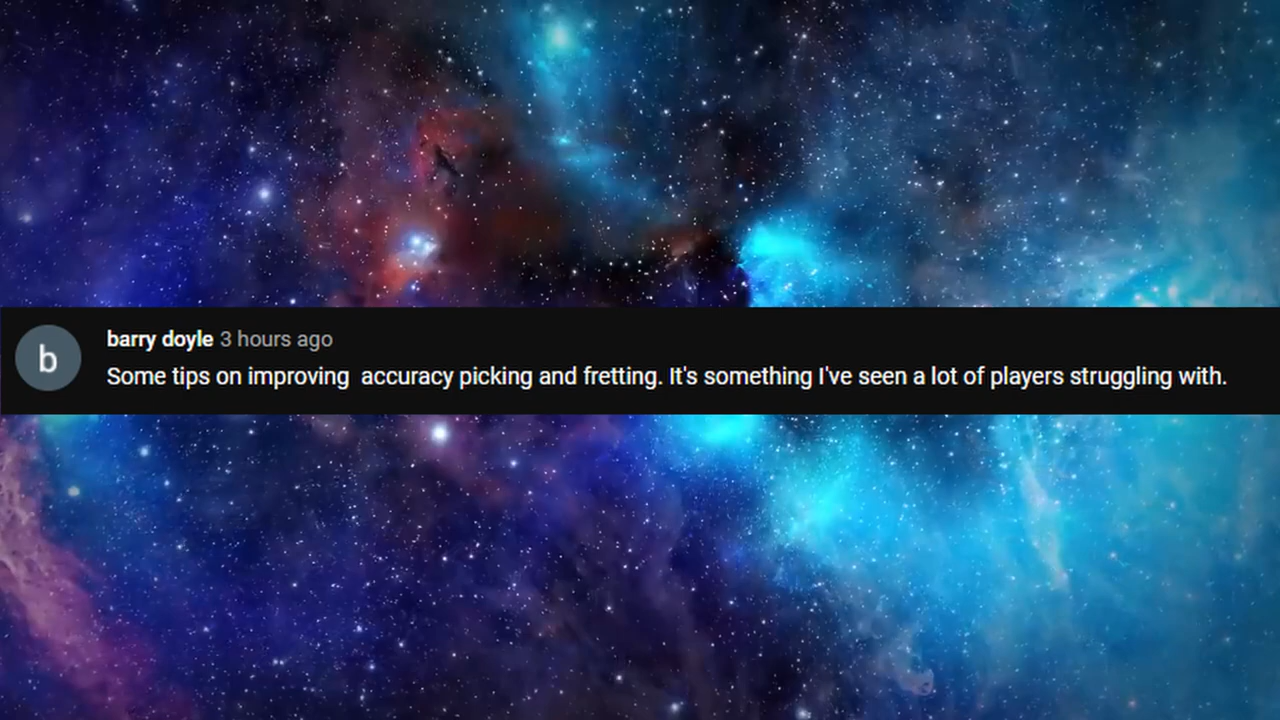 b
barry doyle 3 hours ago
Some tips on improving  accuracy picking and fretting. It's something I've seen a lot of players struggling with.